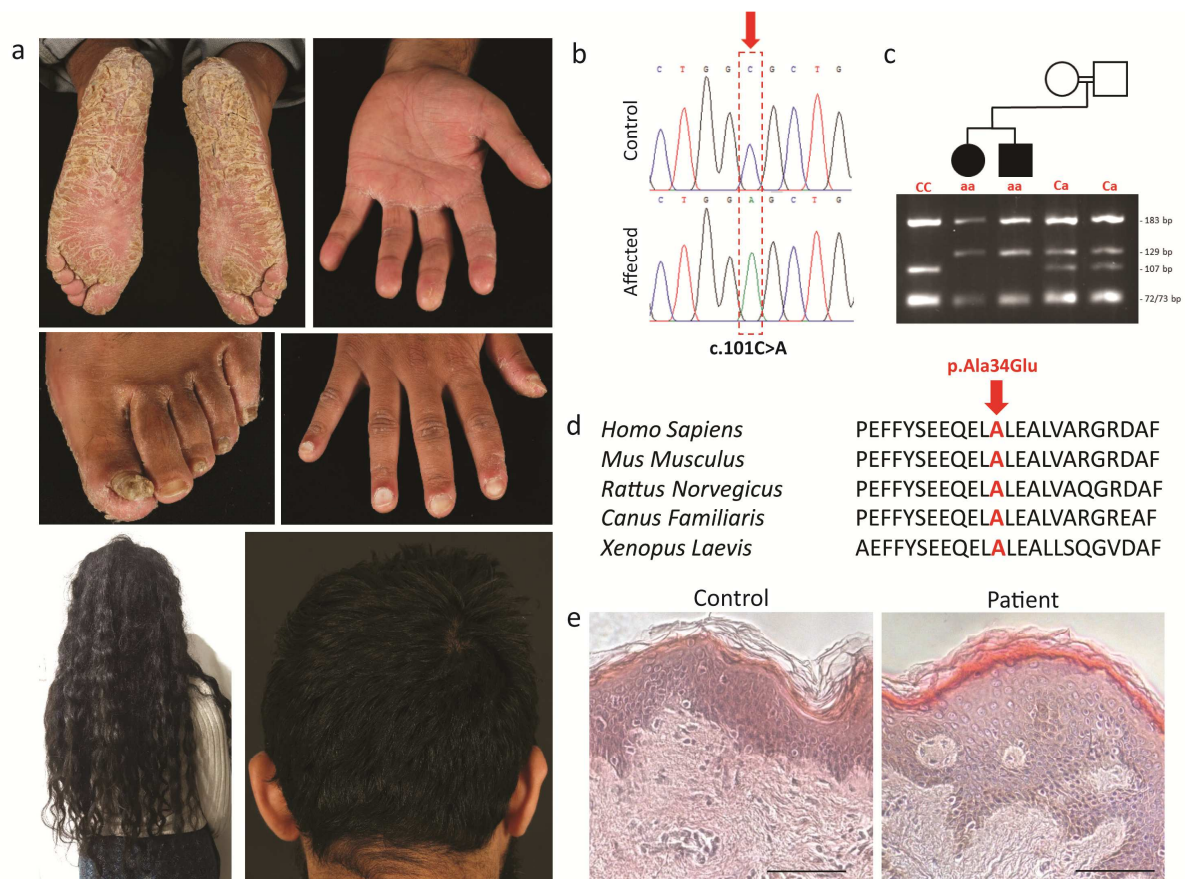 a
b
C T G G C G C T G
Control
C T G G A G C T G
Affected
c.101C>A
c
CC aa aa Ca Ca
- 183 bp
- 129 bp
- 107 bp
- 72/73 bp
p.Ala34Glu
d
Homo Sapiens PEFFYSEEQELALEALVARGRDAF
Mus Musculus PEFFYSEEQELALEALVARGRDAF
Rattus Norvegicus PEFFYSEEQELALEALVAQGRDAF
Canus Familiaris PEFFYSEEQELALEALVARGREAF
Xenopus Laevis AEFFYSEEQELALEALLSQGVDAF
e
Control Patient